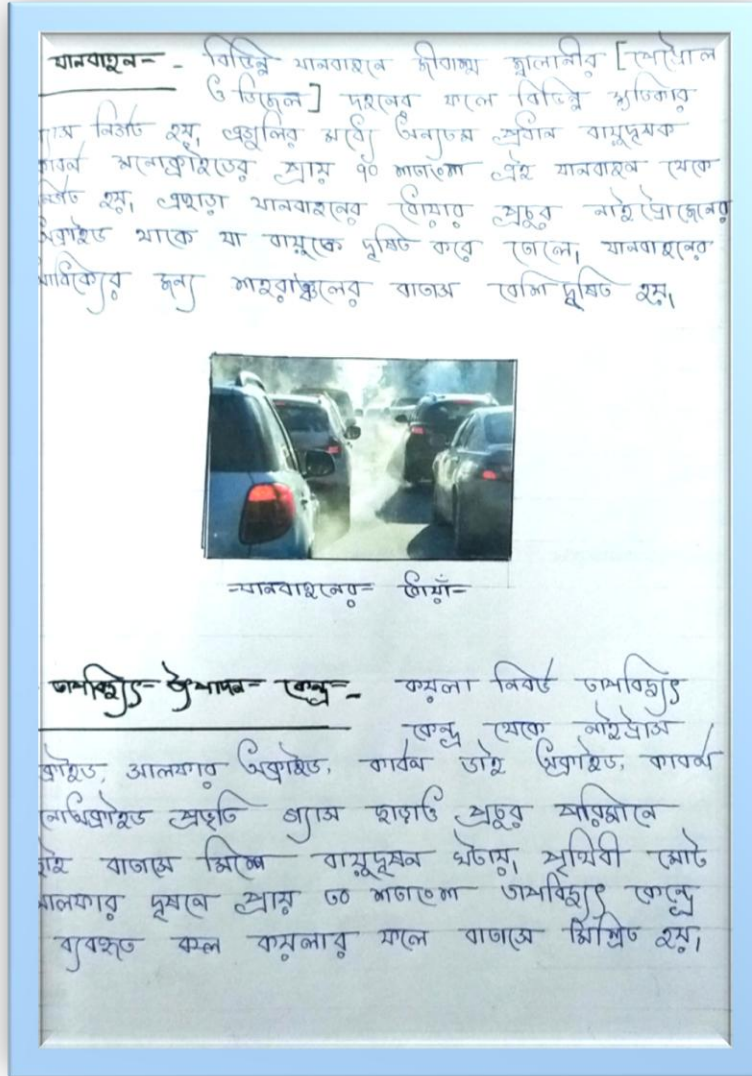 যানবাহন - বিভিন্ন যানবাহনে জীবাশ্ম জ্বালানীর [পেট্রোল
ও ডিজেল] দহনের ফলে বিভিন্ন ক্ষতিকার
গ্যাস নির্গত হয়, এগুলির মধ্যে অন্যতম প্রধান বায়ুদূষক
কার্বন মনোক্সাইডের প্রায় ৭০ শতাংশ এই যানবাহন থেকে
নির্গত হয়, এছাড়া যানবাহনের ধোঁয়ায় প্রচুর নাইট্রোজেনের
অক্সাইড থাকে যা বায়ুকে দূষিত করে তোলে, যানবাহনের
আধিক্যের জন্য শহরাঞ্চলের বাতাস বেশি দূষিত হয়,
যানবাহনের ধোঁয়া
তাপবিদ্যুৎ উৎপাদন কেন্দ্র - কয়লা নির্ভর তাপবিদ্যুৎ
কেন্দ্র থেকে নাইট্রাস
ক্সাইড, সালফার অক্সাইড, কার্বন ডাই অক্সাইড, কার্বন
মনোক্সিাইড প্রভৃতি গ্যাস ছাড়াও প্রচুর পরিমানে
ছাই বাতাসে মিশে বায়ুদূষন ঘটায়, পৃথিবী মোট
সালফার দূষনে প্রায় ৩০ শতাংশ তাপবিদ্যুৎ কেন্দ্রে
ব্যবহৃত কয়লার ফলে বাতাসে মিশ্রিত হয়,